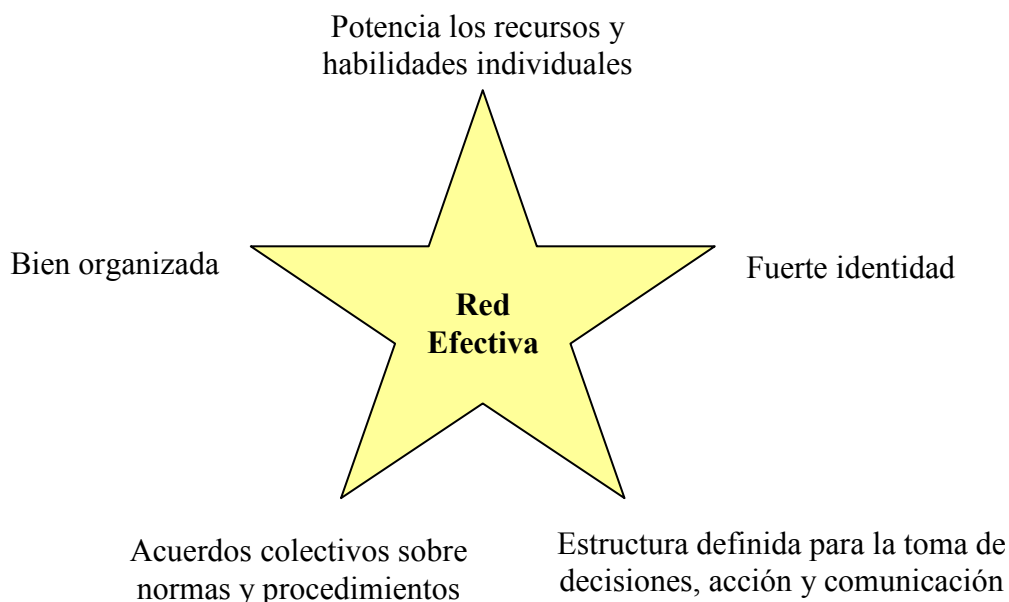 Potencia los recursos y
habilidades individuales
Bien organizada
Fuerte identidad
Red
Efectiva
Acuerdos colectivos sobre
normas y procedimientos
Estructura definida para la toma de
decisiones, acción y comunicación